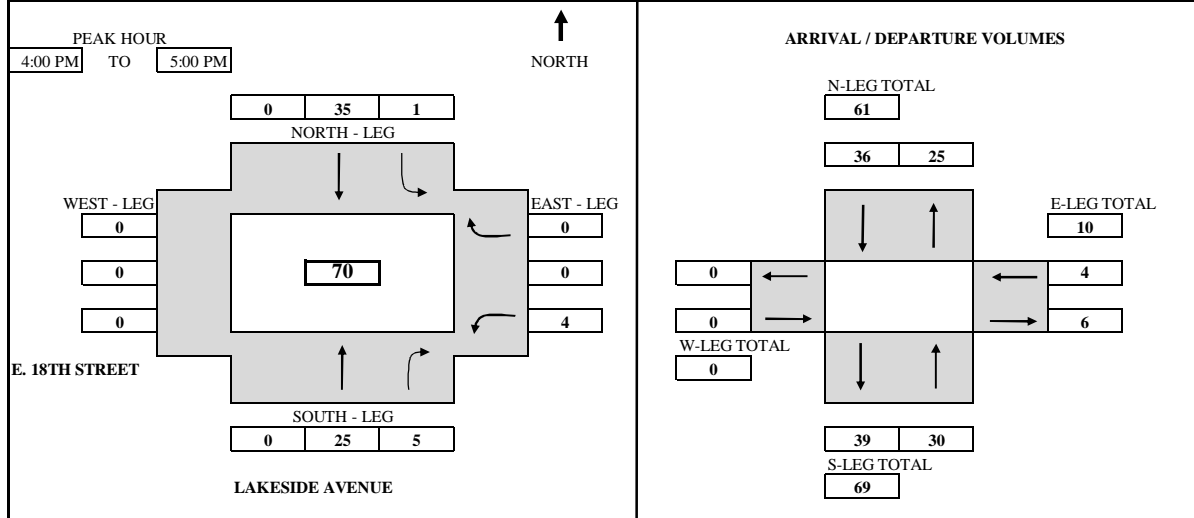 PEAK HOUR
4:00 PM TO 5:00 PM
NORTH
0 35 1
NORTH - LEG
WEST - LEG
EAST - LEG
0
0
0
70
0
0
0
4
E. 18TH STREET
SOUTH - LEG
0 25 5
LAKESIDE AVENUE
ARRIVAL / DEPARTURE VOLUMES
N-LEG TOTAL
61
36 25
E-LEG TOTAL
10
0
4
0
6
W-LEG TOTAL
0
39 30
S-LEG TOTAL
69